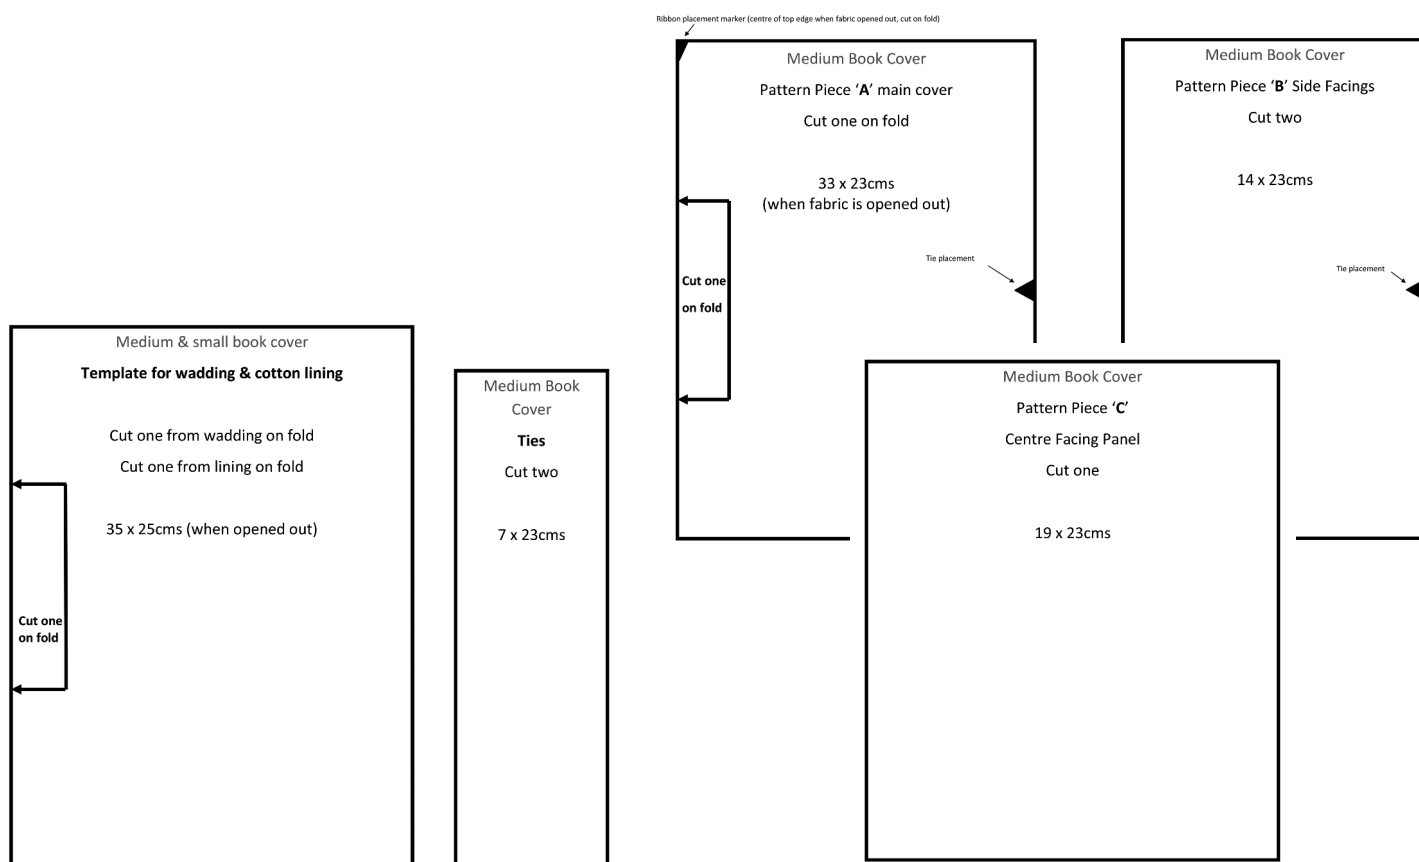 Ribbon placement marker (centre of top edge when fabric opened out, cut on fold)
Medium Book Cover
Pattern Piece ‘A’ main cover
Cut one on fold
33 x 23cms
(when fabric is opened out)
Tie placement
Cut one
on fold
Medium Book Cover
Pattern Piece ‘B’ Side Facings
Cut two
14 x 23cms
Tie placement
Medium & small book cover
Template for wadding & cotton lining
Cut one from wadding on fold
Cut one from lining on fold
35 x 25cms (when opened out)
Cut one
on fold
Medium Book
Cover
Ties
Cut two
7 x 23cms
Medium Book Cover
Pattern Piece ‘C’
Centre Facing Panel
Cut one
19 x 23cms